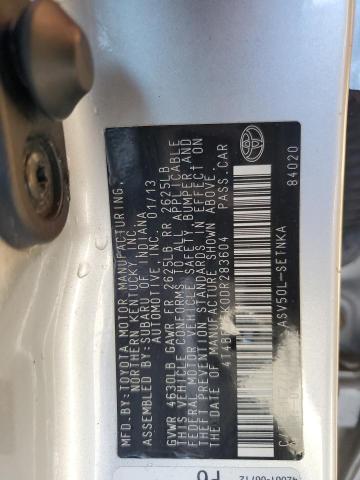 MFD. BY:TOYOTA MOTOR MANUFACTURING,
NORTHERN KENTUCKY, INC.
ASSEMBLED BY:SUBARU OF INDIANA
AUTOMOTIVE, INC. 01/13
GVWR 4630LB GAWR FR 2625LB RR 2625LB
THIS VEHICLE CONFORMS TO ALL APPLICABLE
FEDERAL MOTOR VEHICLE SAFETY, BUMPER AND
THEFT PREVENTION STANDARDS IN EFFECT ON
THE DATE OF MANUFACTURE SHOWN ABOVE.
PASS.CAR
ASV50L-SETNKA
84020